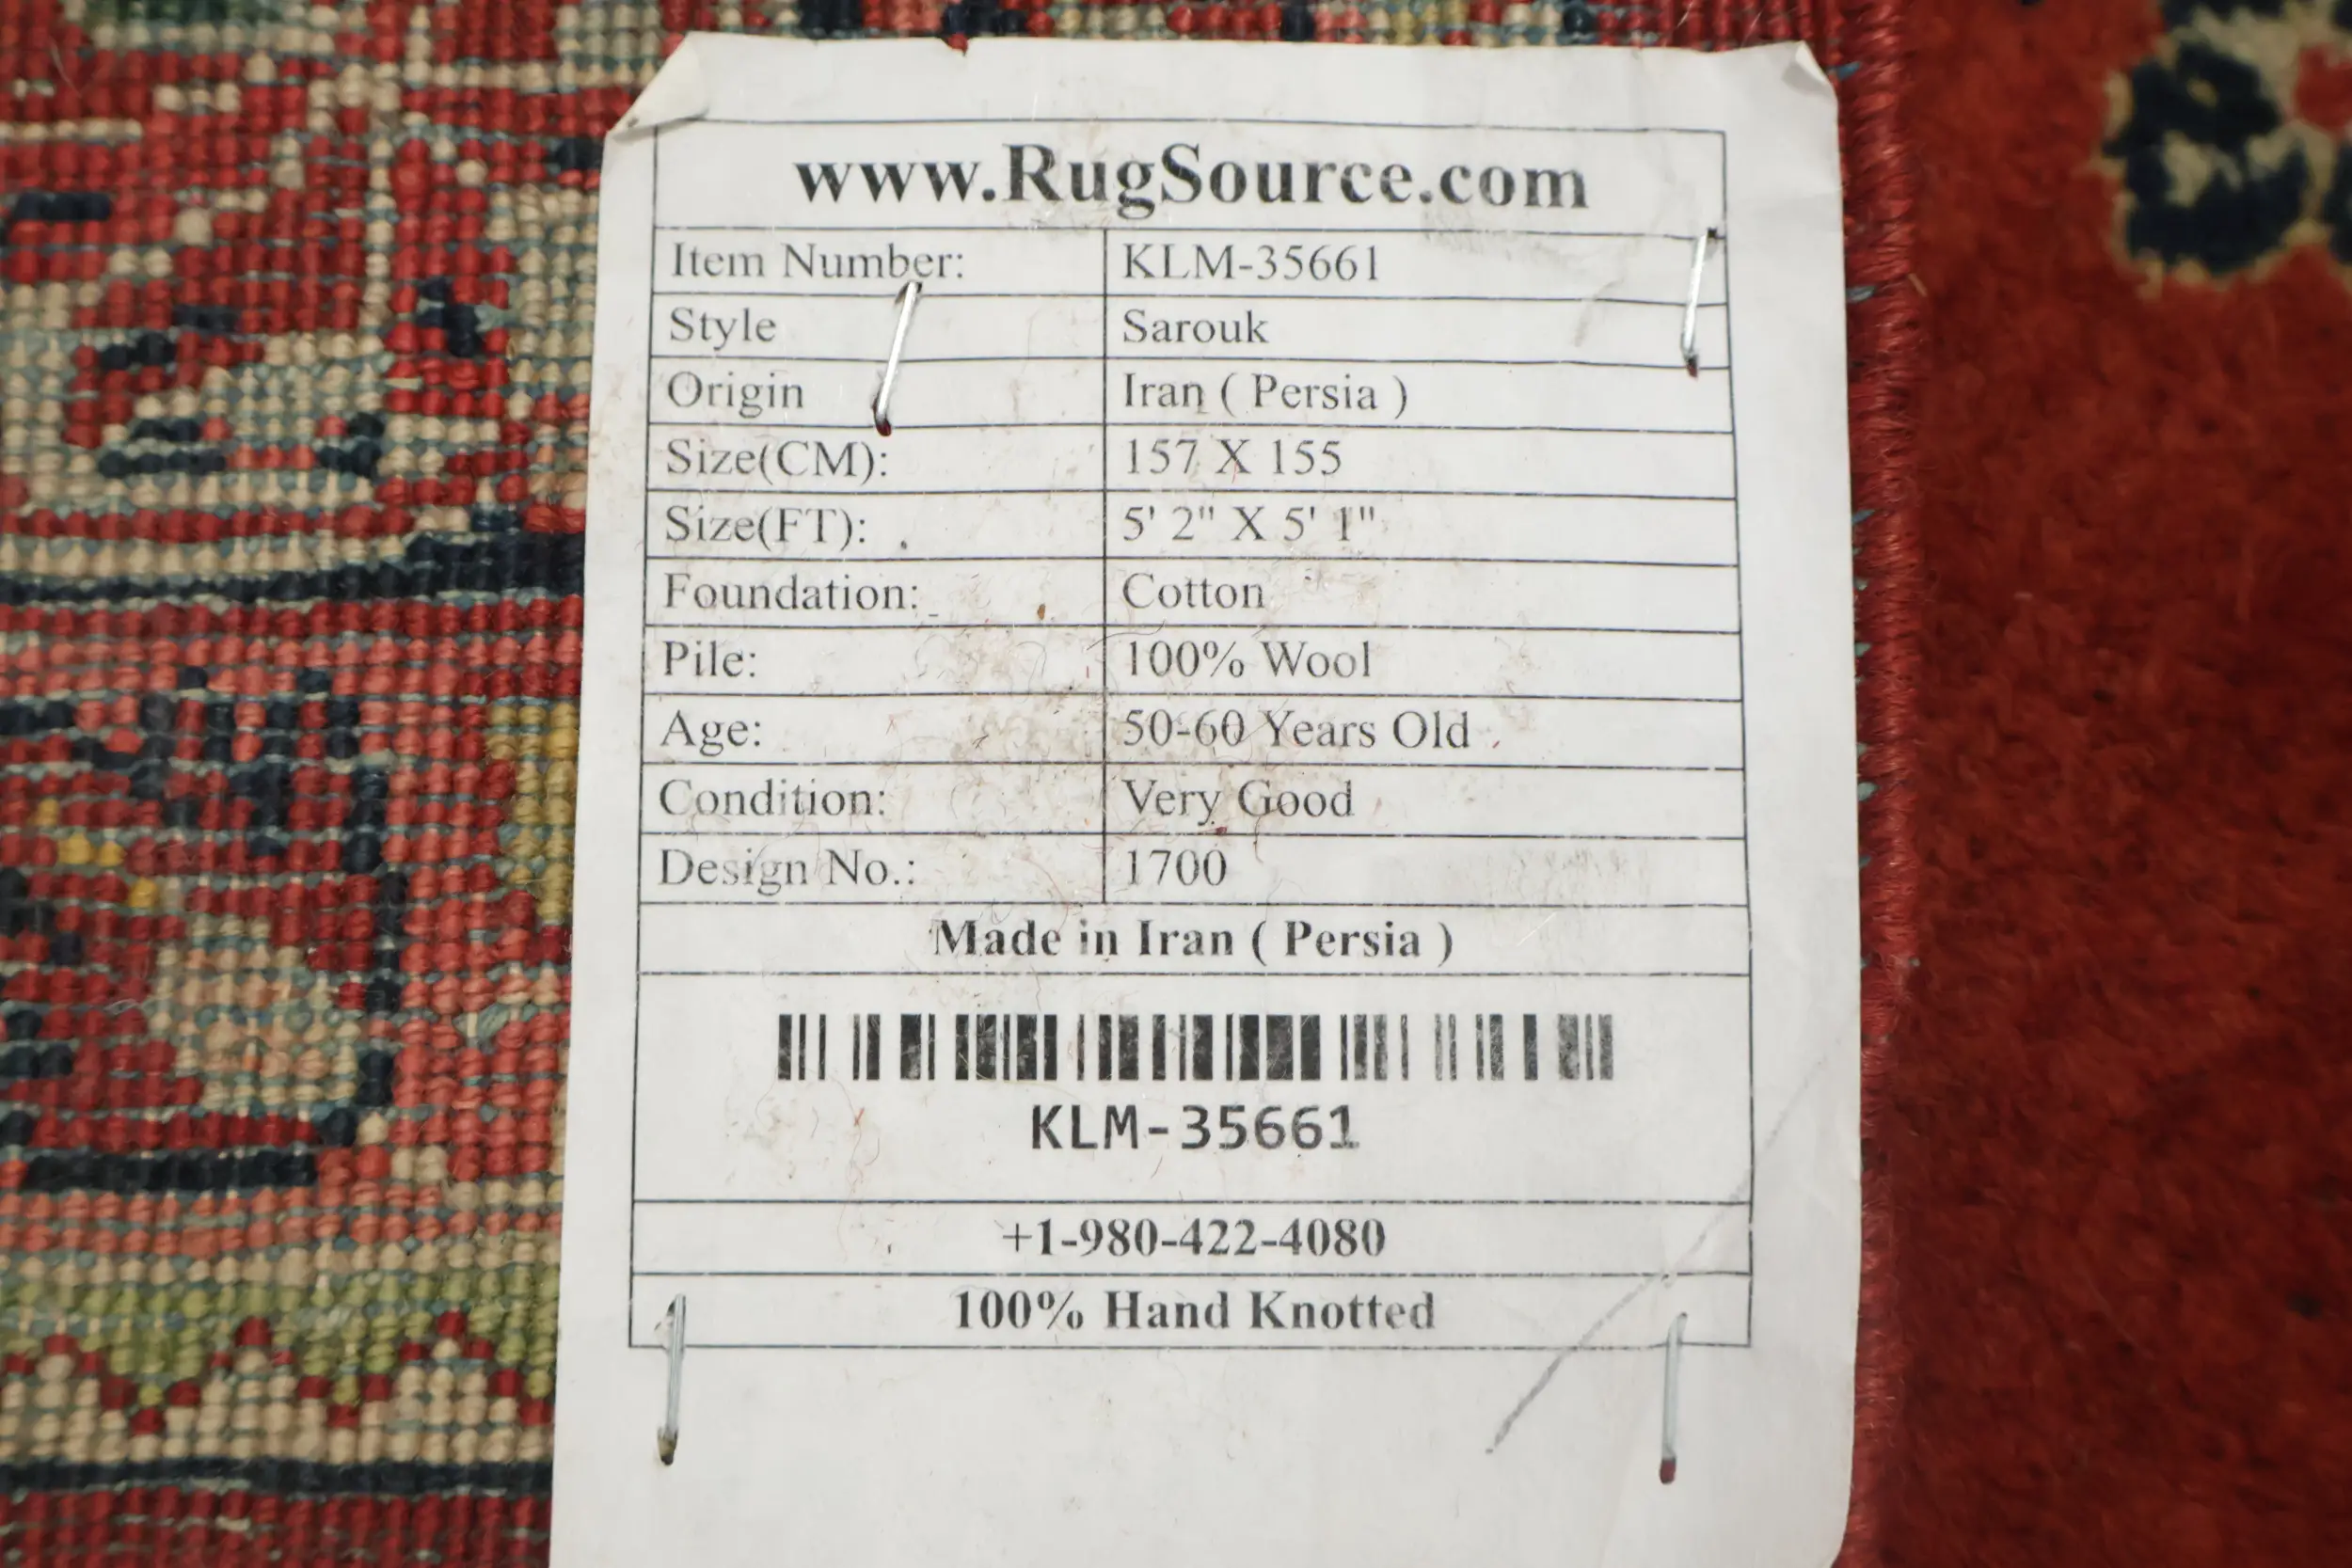 www.RugSource.com
Item Number: KLM-35661
Style Sarouk
Origin Iran ( Persia )
Size(CM): 157 X 155
Size(FT): 5' 2" X 5' 1"
Foundation: Cotton
Pile: 100% Wool
Age: 50-60 Years Old
Condition: Very Good
Design No.: 1700
Made in Iran ( Persia )
KLM-35661
+1-980-422-4080
100% Hand Knotted